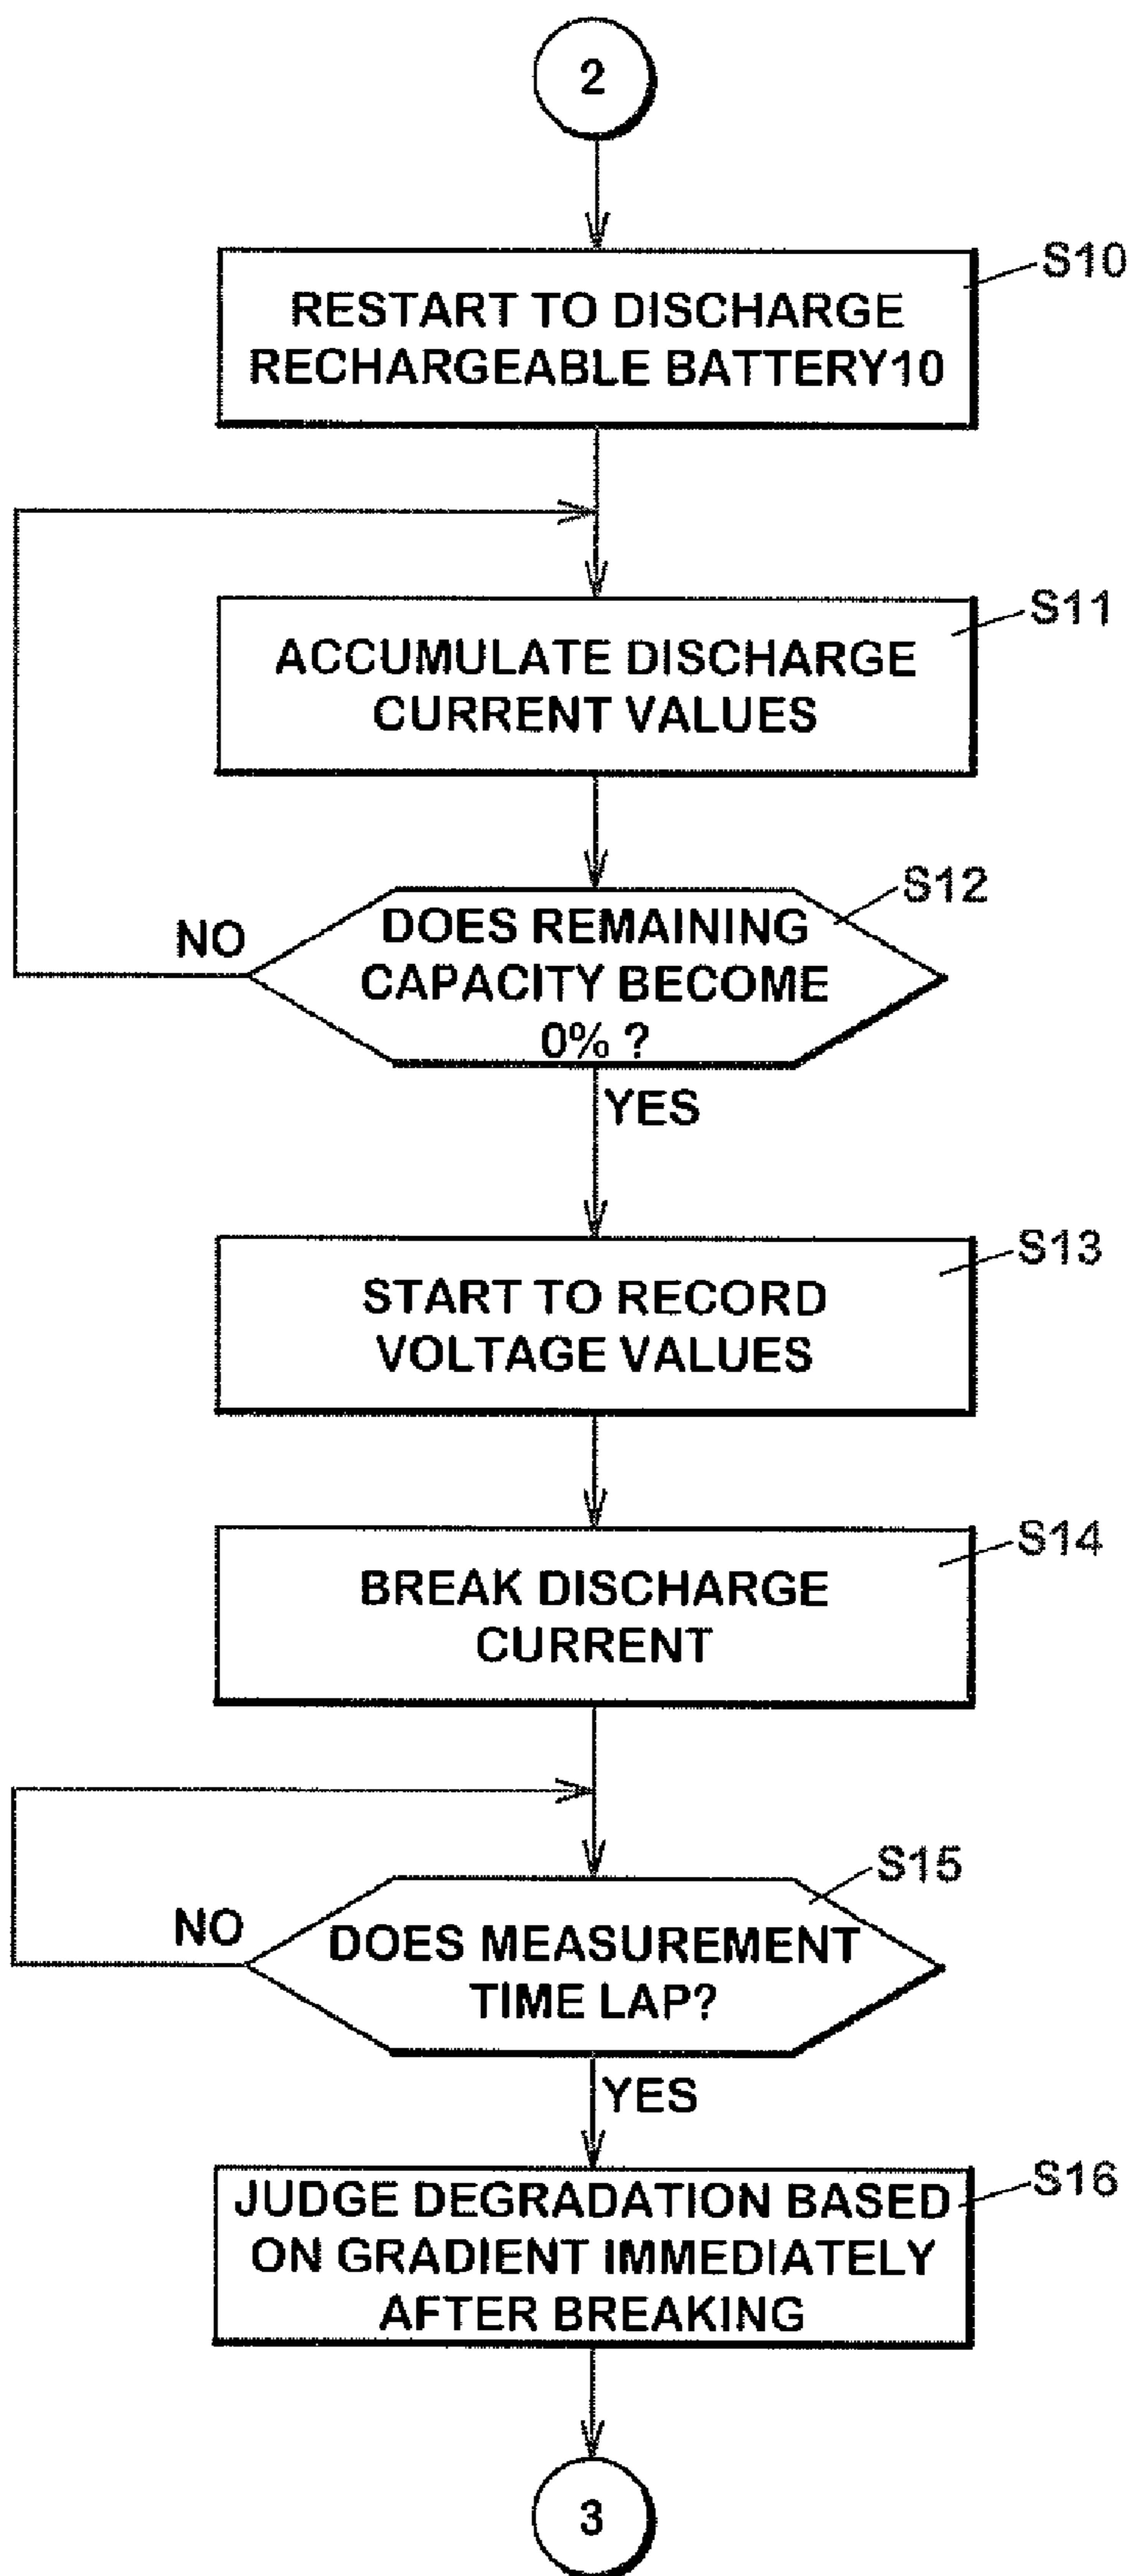 2
S10
RESTART TO DISCHARGE
RECHARGEABLE BATTERY10
S11
ACCUMULATE DISCHARGE
CURRENT VALUES
S12
NO
DOES REMAINING
CAPACITY BECOME
0% ?
YES
S13
START TO RECORD
VOLTAGE VALUES
S14
BREAK DISCHARGE
CURRENT
S15
NO
DOES MEASUREMENT
TIME LAP?
YES
S16
JUDGE DEGRADATION BASED
ON GRADIENT IMMEDIATELY
AFTER BREAKING
3